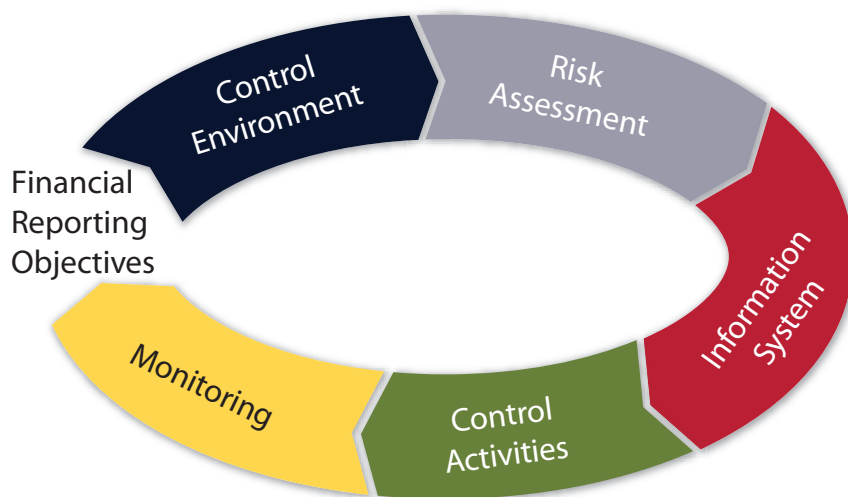 Financial
Reporting
Objectives
Control
Environment
Risk
Assessment
Information
System
Control
Activities
Monitoring